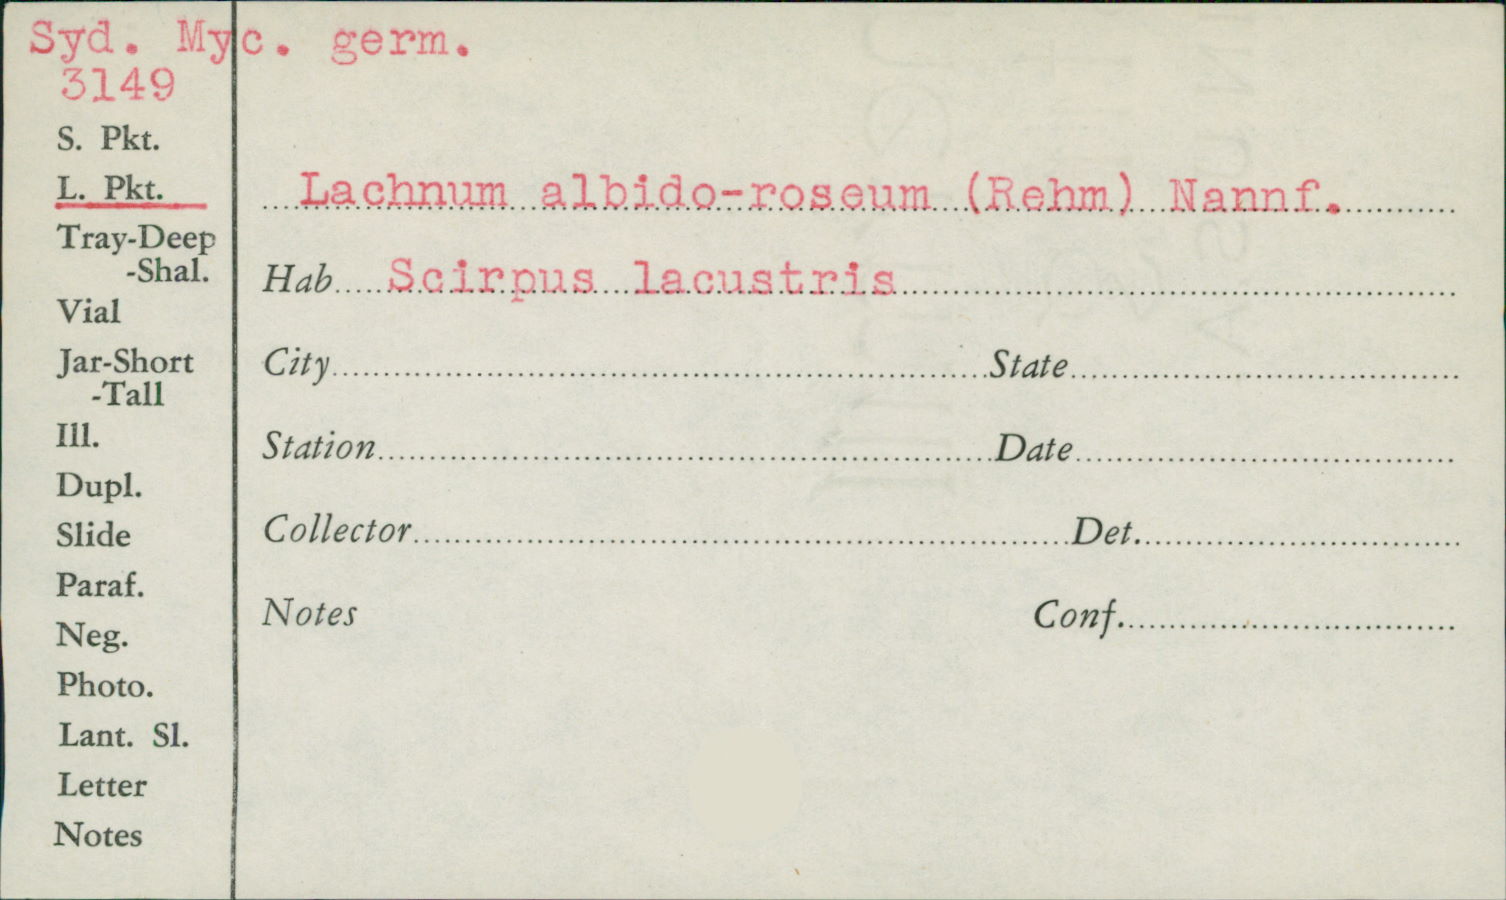 Syd. Myc. germ.
3149
S. Pkt.
L. Pkt.
Tray-Deep
-Shal.
Vial
Jar-Short
-Tall
Ill.
Dupl.
Slide
Paraf.
Neg.
Photo.
Lant. Sl.
Letter
Notes
Lachnum albido-roseum (Rehm) Nannf.
Hab Scirpus lacustris
City State
Station Date
Collector Det.
Notes Conf.